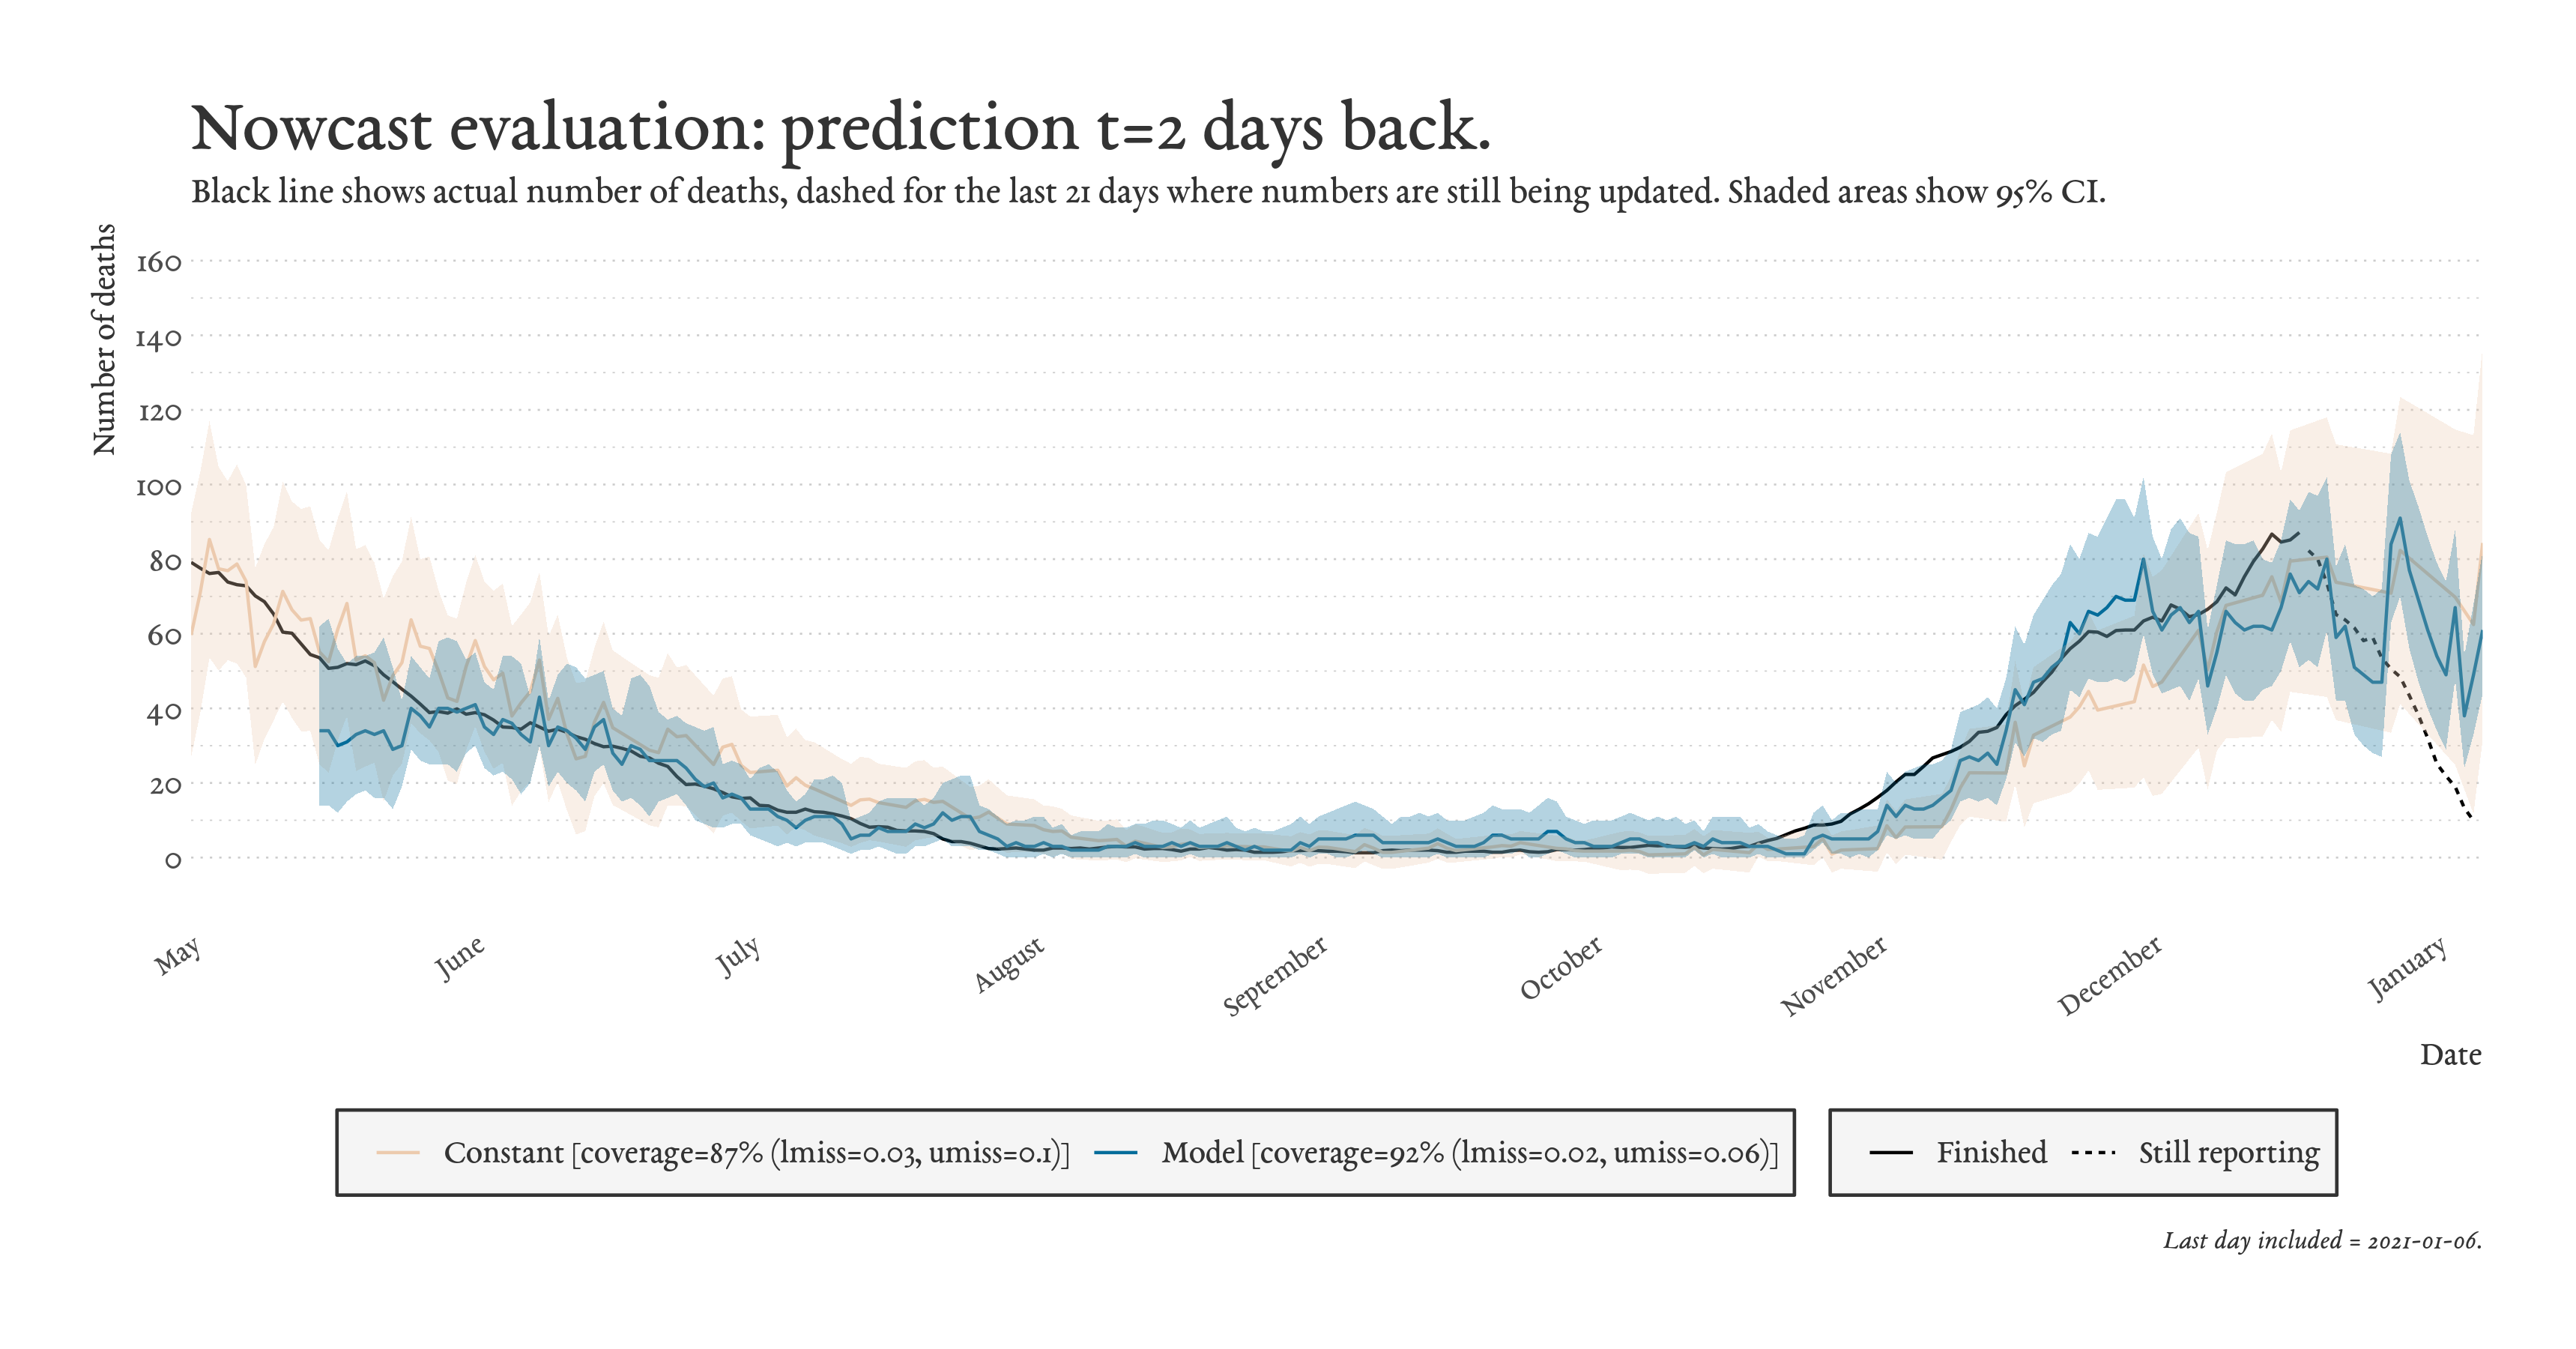 Nowcast evaluation: prediction t=2 days back.
Black line shows actual number of deaths, dashed for the last 21 days where numbers are still being updated. Shaded areas show 95% CI.
Number of deaths
160
140
120
100
80
60
40
20
0
May
June
July
August
September
October
November
December
January
Date
Constant [coverage=87% (lmiss=0.03, umiss=0.1)]
Model [coverage=92% (lmiss=0.02, umiss=0.06)]
Finished
Still reporting
Last day included = 2021-01-06.